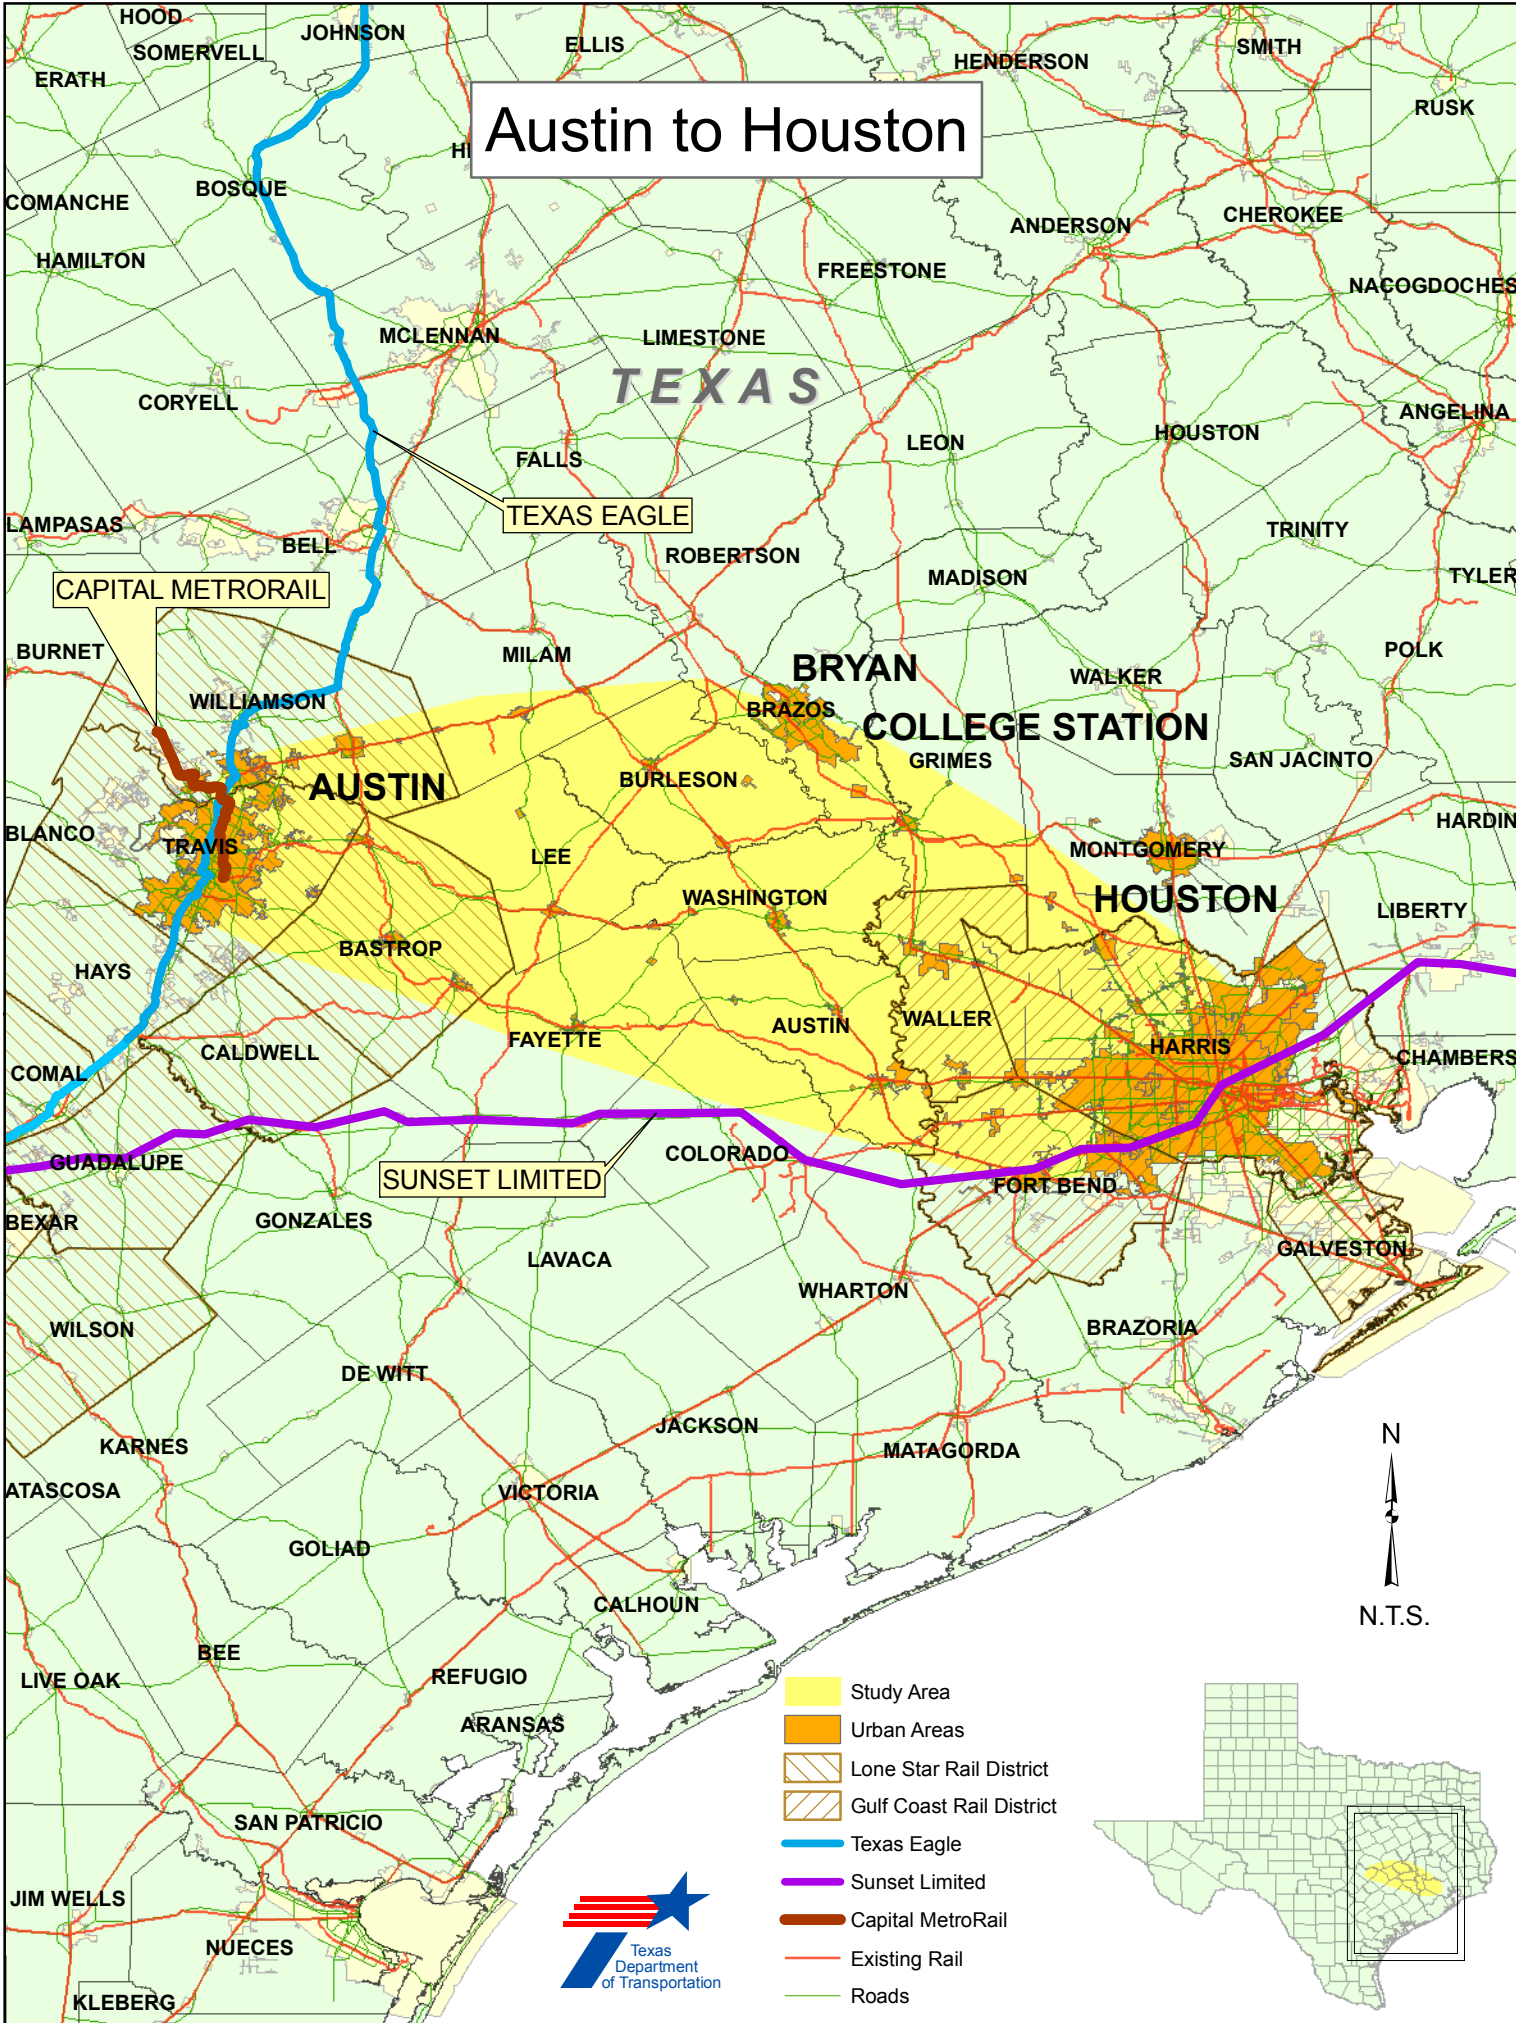 HOOD
JOHNSON
SOMERVELL
ELLIS
SMITH
HENDERSON
ERATH
RUSK
Austin to Houston
HI
BOSQUE
COMANCHE
CHEROKEE
ANDERSON
HAMILTON
FREESTONE
NACOGDOCHES
MCLENNAN
LIMESTONE
TEXAS
CORYELL
ANGELINA
HOUSTON
LEON
FALLS
TEXAS EAGLE
LAMPASAS
TRINITY
BELL
ROBERTSON
MADISON
TYLER
CAPITAL METRORAIL
BURNET
MILAM
POLK
BRYAN
WALKER
WILLIAMSON
BRAZOS
COLLEGE STATION
GRIMES
SAN JACINTO
BURLESON
AUSTIN
BLANCO
HARDIN
TRAVIS
LEE
MONTGOMERY
WASHINGTON
HOUSTON
LIBERTY
BASTROP
HAYS
AUSTIN
WALLER
FAYETTE
HARRIS
CALDWELL
CHAMBERS
COMAL
GUADALUPE
COLORADO
SUNSET LIMITED
FORT BEND
BEXAR
GONZALES
GALVESTON
LAVACA
WHARTON
WILSON
BRAZORIA
DE WITT
JACKSON
KARNES
MATAGORDA
N
ATASCOSA
VICTORIA
GOLIAD
CALHOUN
N.T.S.
BEE
LIVE OAK
REFUGIO
ARANSAS
SAN PATRICIO
JIM WELLS
NUECES
KLEBERG
Study Area
Urban Areas
Lone Star Rail District
Gulf Coast Rail District
Texas Eagle
Sunset Limited
Capital MetroRail
Existing Rail
Roads
Texas
Department
of Transportation